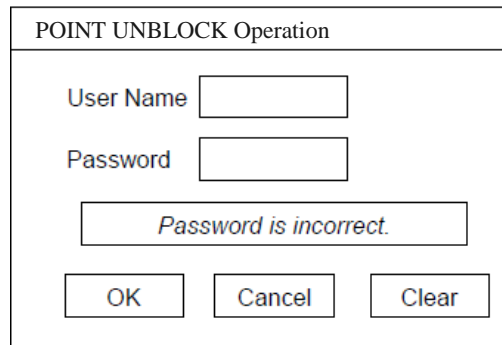 POINT UNBLOCK Operation
User Name
Password
Password is incorrect.
OK Cancel Clear